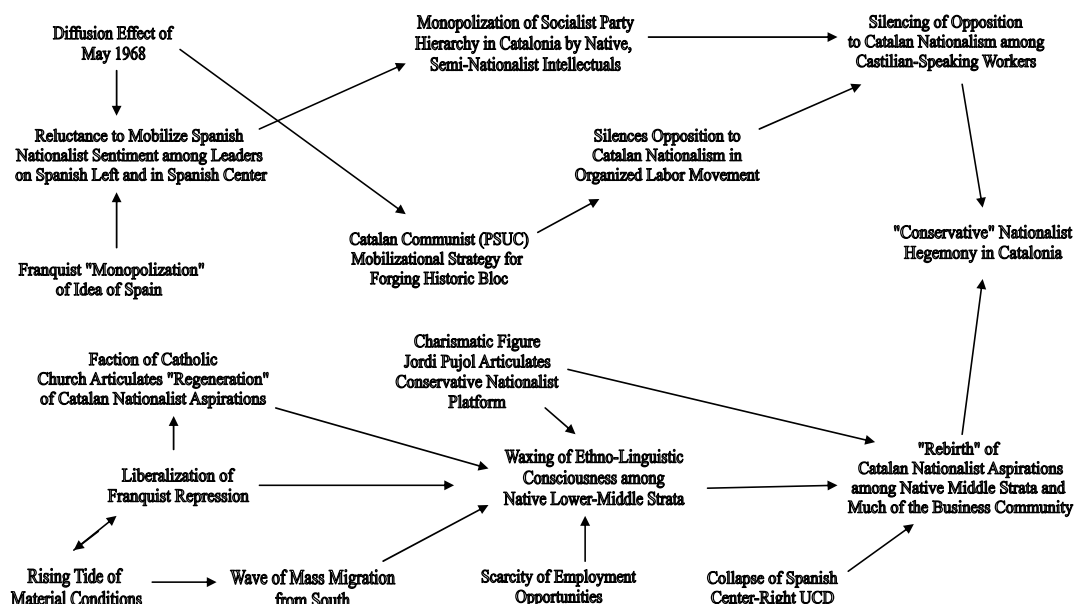 Diffusion Effect of
May 1968
Monopolization of Socialist Party
Hierarchy in Catalonia by Native,
Semi-Nationalist Intellectuals
Silencing of Opposition
to Catalan Nationalism among
Castilian-Speaking Workers
Reluctance to Mobilize Spanish
Nationalist Sentiment among Leaders
on Spanish Left and in Spanish Center
Silences Opposition to
Catalan Nationalism in
Organized Labor Movement
Catalan Communist (PSUC)
Mobilizational Strategy for
Forging Historic Bloc
"Conservative" Nationalist
Hegemony in Catalonia
Franquist "Monopolization"
of Idea of Spain
Faction of Catholic
Church Articulates "Regeneration"
of Catalan Nationalist Aspirations
Charismatic Figure
Jordi Pujol Articulates
Conservative Nationalist
Platform
Liberalization of
Franquist Repression
Waxing of Ethno-Linguistic
Consciousness among
Native Lower-Middle Strata
"Rebirth" of
Catalan Nationalist Aspirations
among Native Middle Strata and
Much of the Business Community
Rising Tide of
Material Conditions
Wave of Mass Migration
from South
Scarcity of Employment
Opportunities
Collapse of Spanish
Center-Right UCD